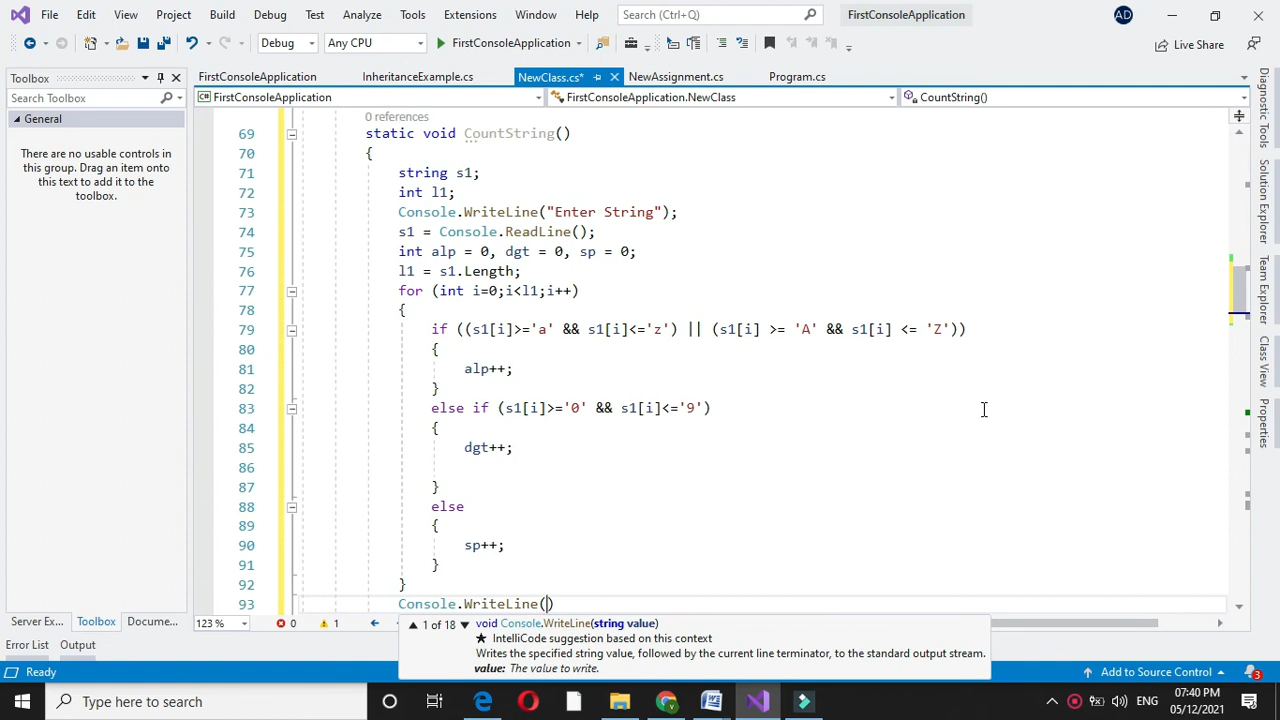 File Edit View Project Build Debug Test Analyze Tools Extensions Window Help Search (Ctrl+Q) FirstConsoleApplication AD
Debug Any CPU FirstConsoleApplication Live Share
Toolbox
Search Toolbox
General
There are no usable controls in
this group. Drag an item onto
this text to add it to the
toolbox.
FirstConsoleApplication InheritanceExample.cs NewClass.cs* NewAssignment.cs Program.cs
FirstConsoleApplication FirstConsoleApplication.NewClass CountString()
0 references
69 static void CountString()
70 {
71 string s1;
72 int l1;
73 Console.WriteLine("Enter String");
74 s1 = Console.ReadLine();
75 int alp = 0, dgt = 0, sp = 0;
76 l1 = s1.Length;
77 for (int i=0;i<l1;i++)
78 {
79 if ((s1[i]>='a' && s1[i]<='z') || (s1[i] >= 'A' && s1[i] <= 'Z'))
80 {
81 alp++;
82 }
83 else if (s1[i]>='0' && s1[i]<='9')
84 {
85 dgt++;
86
87 }
88 else
89 {
90 sp++;
91 }
92 }
93 Console.WriteLine()
1 of 18 void Console.WriteLine(string value)
★ IntelliCode suggestion based on this context
Writes the specified string value, followed by the current line terminator, to the standard output stream.
value: The value to write.
Diagnostic Tools
Solution Explorer
Team Explorer
Class View
Properties
Server Ex... Toolbox Docume... 123 % 0 1
Error List Output
Ready Add to Source Control 3
Type here to search ENG 07:40 PM
05/12/2021